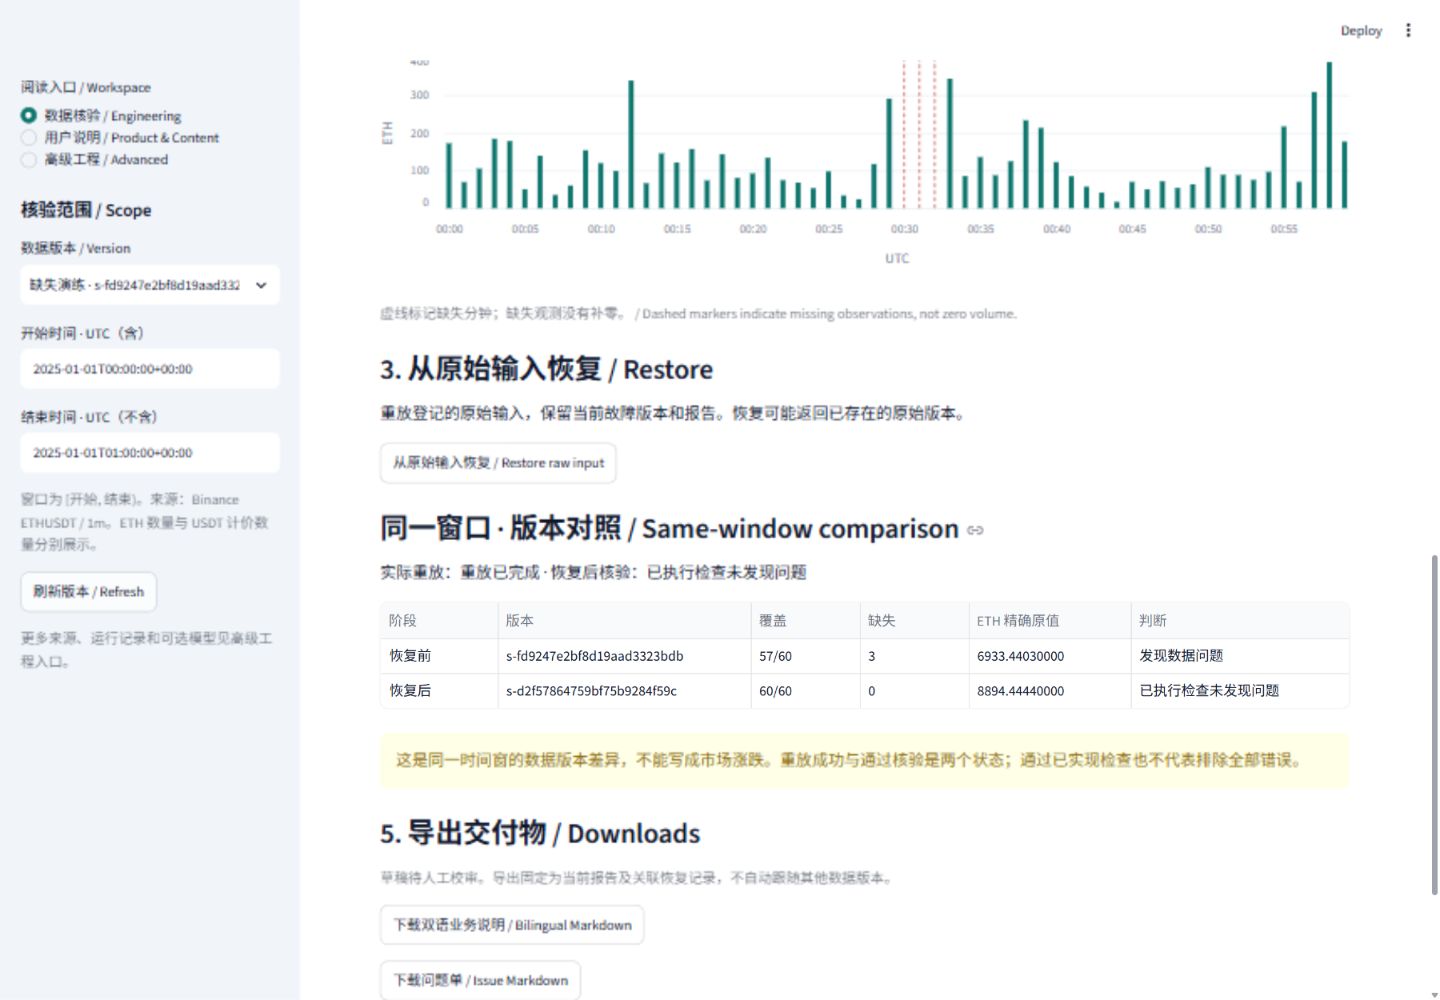 Deploy
阅读入口 / Workspace
数据核验 / Engineering
用户说明 / Product & Content
高级工程 / Advanced
核验范围 / Scope
数据版本 / Version
缺失演练 · s-fd9247e2bf8d19aad332
开始时间 · UTC（含）
2025-01-01T00:00:00+00:00
结束时间 · UTC（不含）
2025-01-01T01:00:00+00:00
窗口为 [开始, 结束)。来源：Binance
ETHUSDT / 1m。ETH 数量与 USDT 计价数
量分别展示。
刷新版本 / Refresh
更多来源、运行记录和可选模型见高级工
程入口。
400
300
200
100
0
ETH
00:00 00:05 00:10 00:15 00:20 00:25 00:30 00:35 00:40 00:45 00:50 00:55
UTC
虚线标记缺失分钟；缺失观测没有补零。 / Dashed markers indicate missing observations, not zero volume.
3. 从原始输入恢复 / Restore
重放登记的原始输入，保留当前故障版本和报告。恢复可能返回已存在的原始版本。
从原始输入恢复 / Restore raw input
同一窗口 · 版本对照 / Same-window comparison
实际重放：重放已完成 · 恢复后核验：已执行检查未发现问题
阶段 版本 覆盖 缺失 ETH 精确原值 判断
恢复前 s-fd9247e2bf8d19aad3323bdb 57/60 3 6933.44030000 发现数据问题
恢复后 s-d2f57864759bf75b9284f59c 60/60 0 8894.44440000 已执行检查未发现问题
这是同一时间窗的数据版本差异，不能写成市场涨跌。重放成功与通过核验是两个状态；通过已实现检查也不代表排除全部错误。
5. 导出交付物 / Downloads
草稿待人工校审。导出固定为当前报告及关联恢复记录，不自动跟随其他数据版本。
下载双语业务说明 / Bilingual Markdown
下载问题单 / Issue Markdown